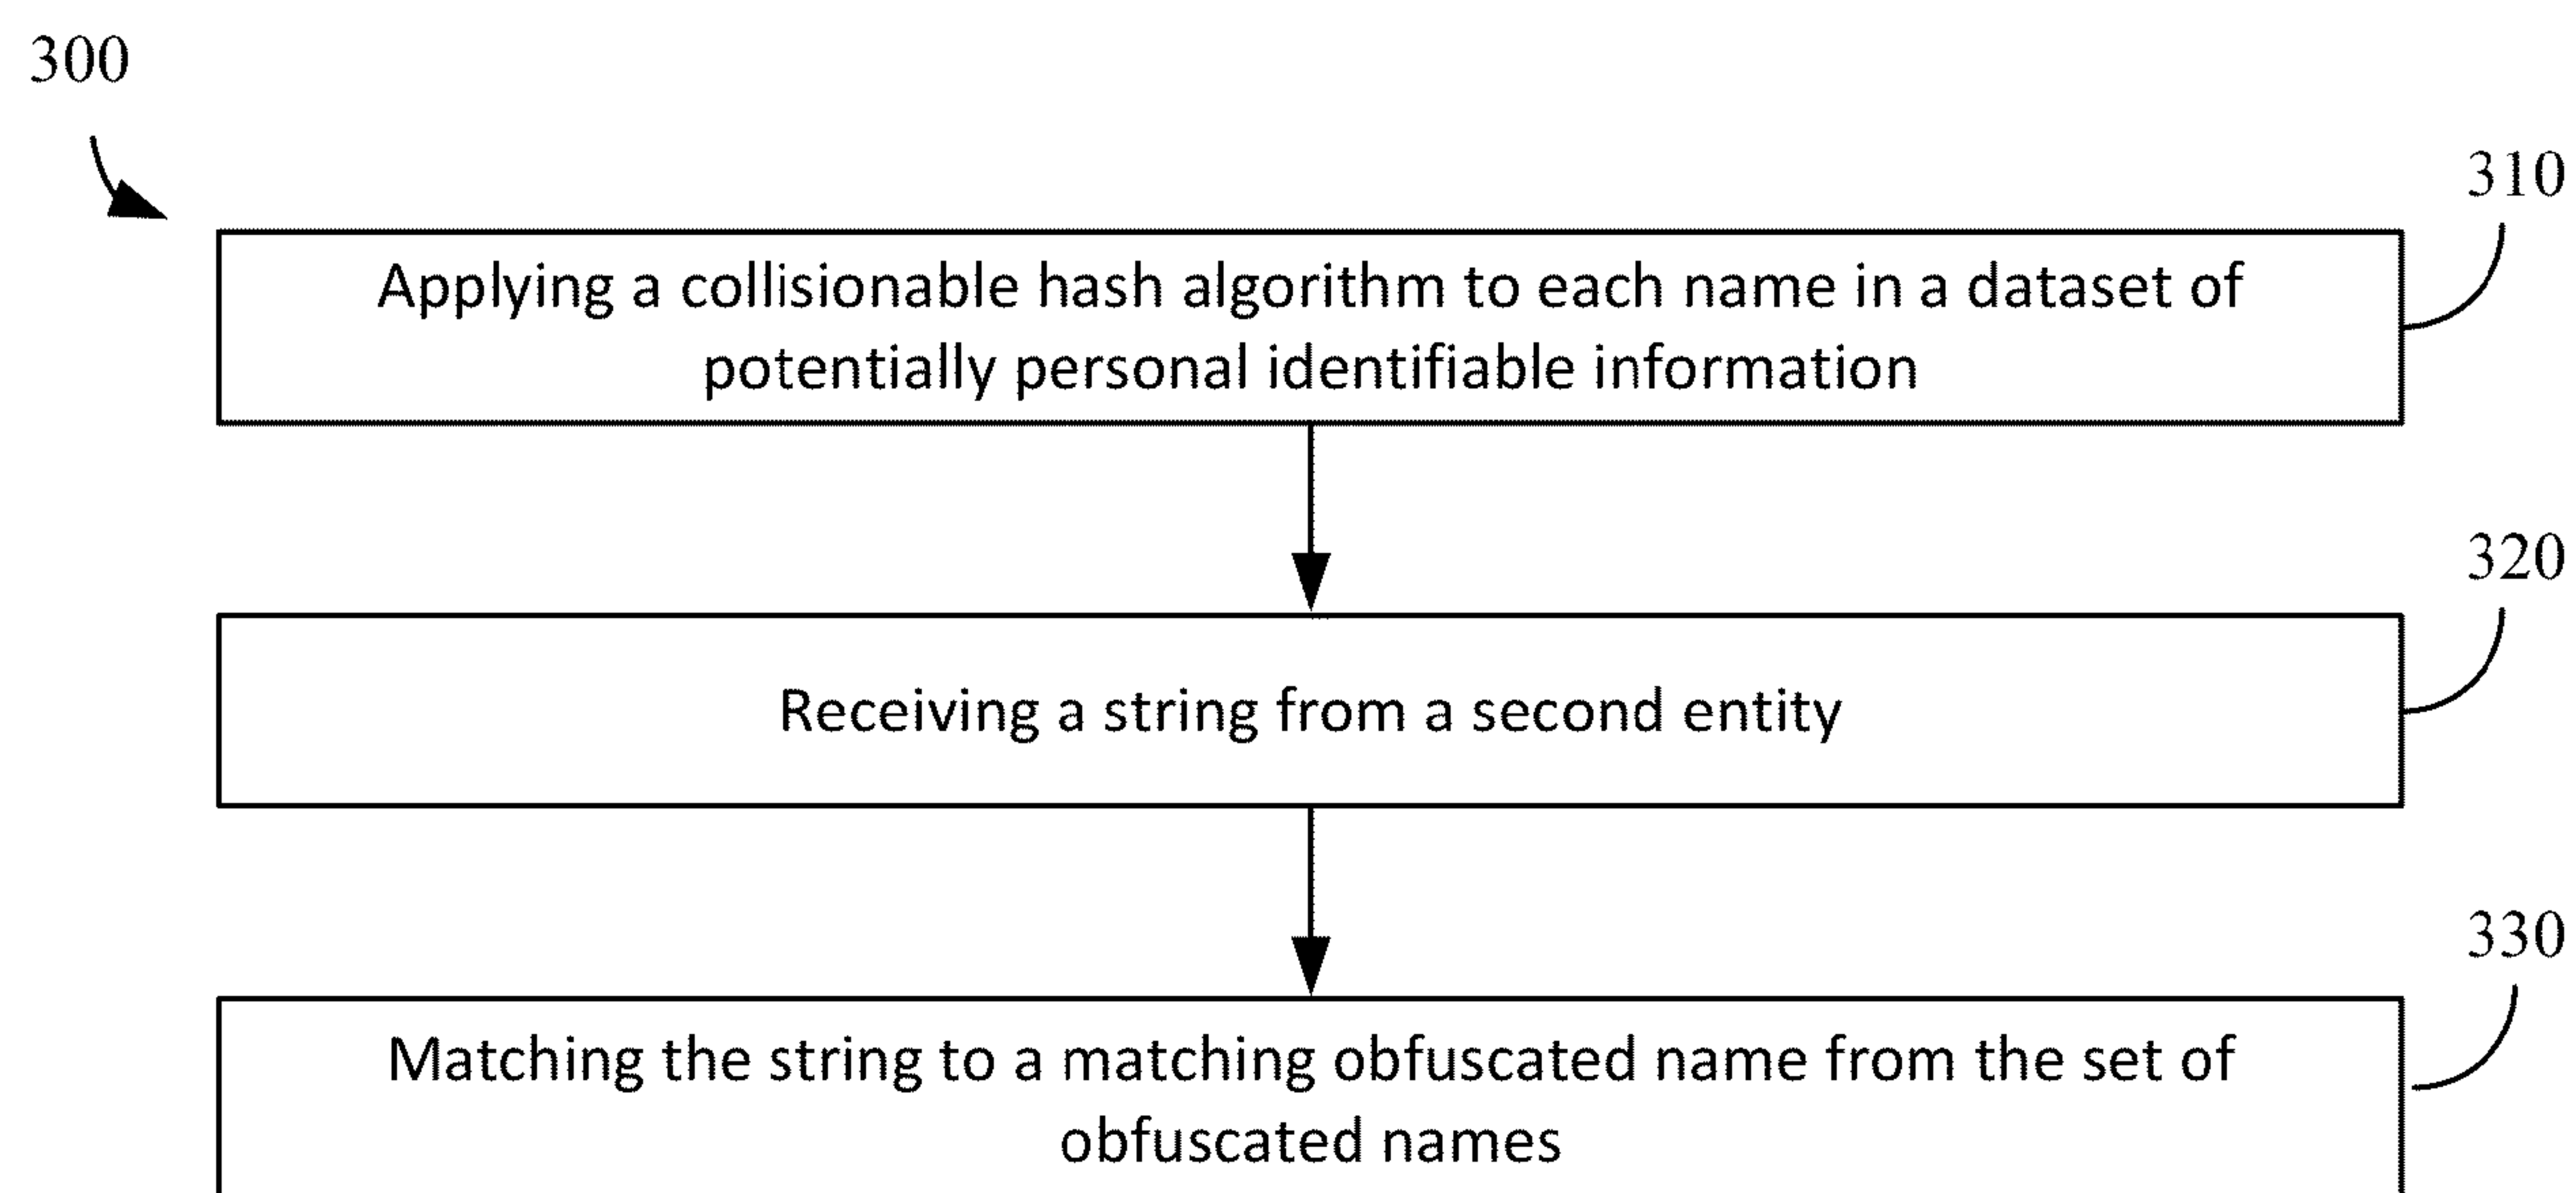 300
310
Applying a collisionable hash algorithm to each name in a dataset of
potentially personal identifiable information
320
Receiving a string from a second entity
330
Matching the string to a matching obfuscated name from the set of
obfuscated names